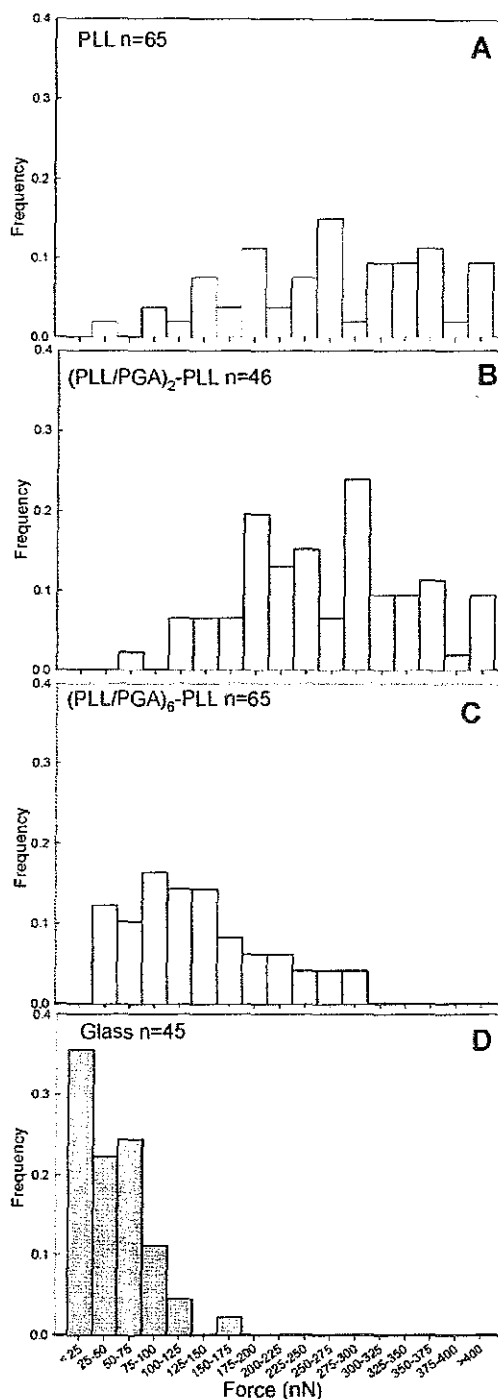 PLL n=65
A
0.4
0.3
0.2
0.1
0.0
Frequency
(PLL/PGA)2-PLL n=46
B
0.4
0.3
0.2
0.1
0.0
Frequency
(PLL/PGA)6-PLL n=65
C
0.4
0.3
0.2
0.1
0.0
Frequency
Glass n=45
D
0.4
0.3
0.2
0.1
0.0
Frequency
<25
25-50
50-75
75-100
100-125
125-150
150-175
175-200
200-225
225-250
250-275
275-300
300-325
325-350
350-375
375-400
>400
Force (nN)